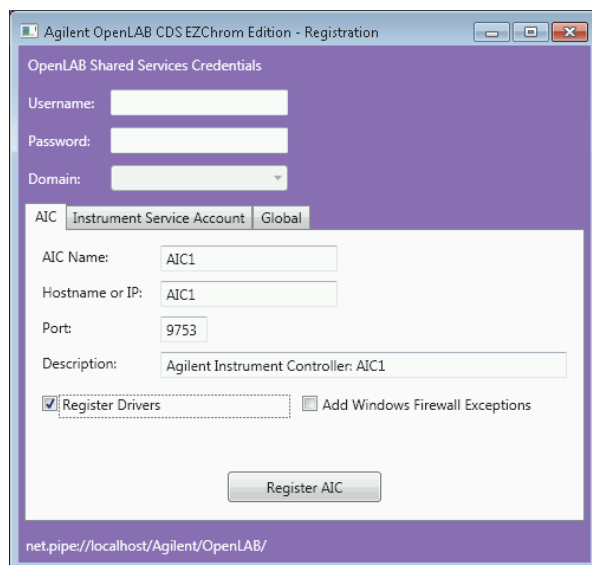 Agilent OpenLAB CDS EZChrom Edition - Registration
OpenLAB Shared Services Credentials
Username:
Password:
Domain:
AIC Instrument Service Account Global
AIC Name: AIC1
Hostname or IP: AIC1
Port: 9753
Description: Agilent Instrument Controller: AIC1
Register Drivers Add Windows Firewall Exceptions
Register AIC
net.pipe://localhost/Agilent/OpenLAB/